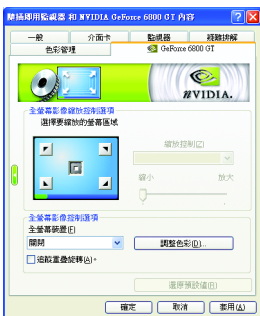 隨插即用監視器 和 NVIDIA GeForce 6800 GT 內容
一般 介面卡 監視器 疑難排解
色彩管理 GeForce 6800 GT
NVIDIA.
全螢幕影像縮放控制選項
選擇要縮放的螢幕區域
縮放控制(Z)
縮小 放大
全螢幕影像控制選項
全螢幕裝置(F)
關閉
調整色彩(D)...
追蹤重疊旋轉(A)+
還原預設值(R)
確定 取消 套用(A)